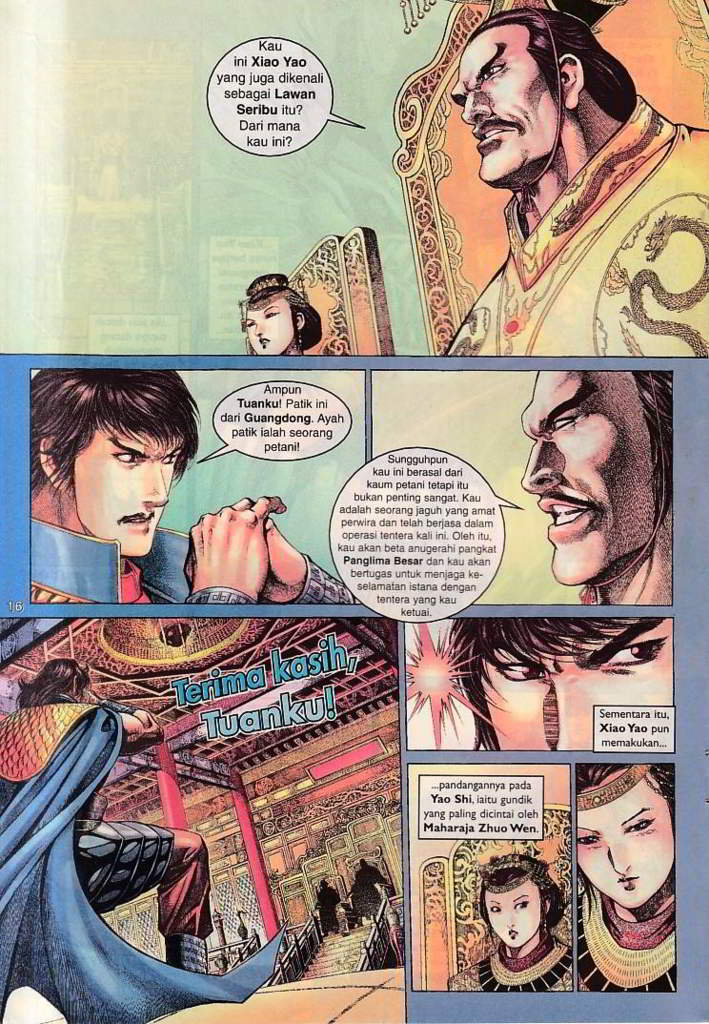 Kau
ini Xiao Yao
yang juga dikenali
sebagai Lawan
Seribu itu?
Dari mana
kau ini?
Ampun
Tuanku! Patik ini
dari Guangdong. Ayah
patik ialah seorang
petani!
Sungguhpun
kau ini berasal dari
kaum petani tetapi itu
bukan penting sangat. Kau
adalah seorang jaguh yang amat
perwira dan telah berjasa dalam
operasi tentera kali ini. Oleh itu,
kau akan beta anugerahi pangkat
Panglima Besar dan kau akan
bertugas untuk menjaga ke-
selamatan istana dengan
tentera yang kau
ketuai.
16
Terima kasih,
Tuanku!
Sementara itu,
Xiao Yao pun
memakukan...
...pandangannya pada
Yao Shi, iaitu gundik
yang paling dicintai oleh
Maharaja Zhuo Wen.